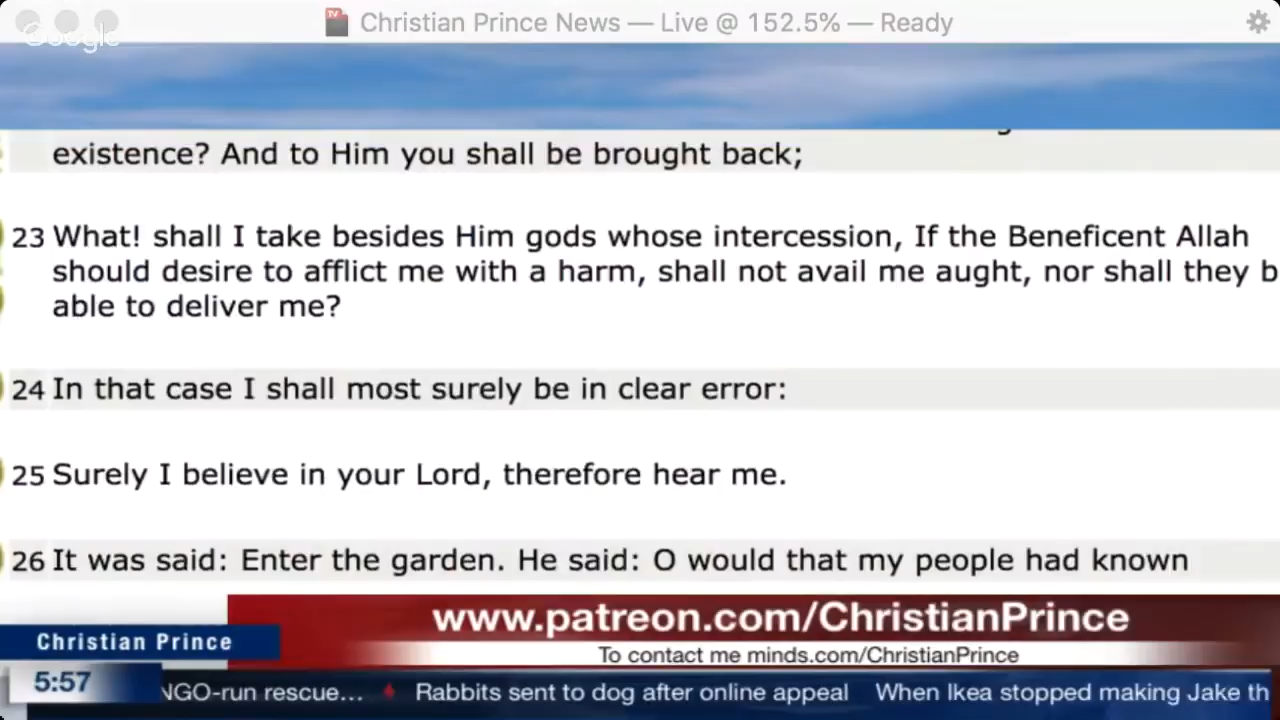 Christian Prince News — Live @ 152.5% — Ready
Google
existence? And to Him you shall be brought back;
23 What! shall I take besides Him gods whose intercession, If the Beneficent Allah
should desire to afflict me with a harm, shall not avail me aught, nor shall they b
able to deliver me?
24 In that case I shall most surely be in clear error:
25 Surely I believe in your Lord, therefore hear me.
26 It was said: Enter the garden. He said: O would that my people had known
www.patreon.com/ChristianPrince
Christian Prince
To contact me minds.com/ChristianPrince
5:57
NGO-run rescue... Rabbits sent to dog after online appeal When Ikea stopped making Jake th